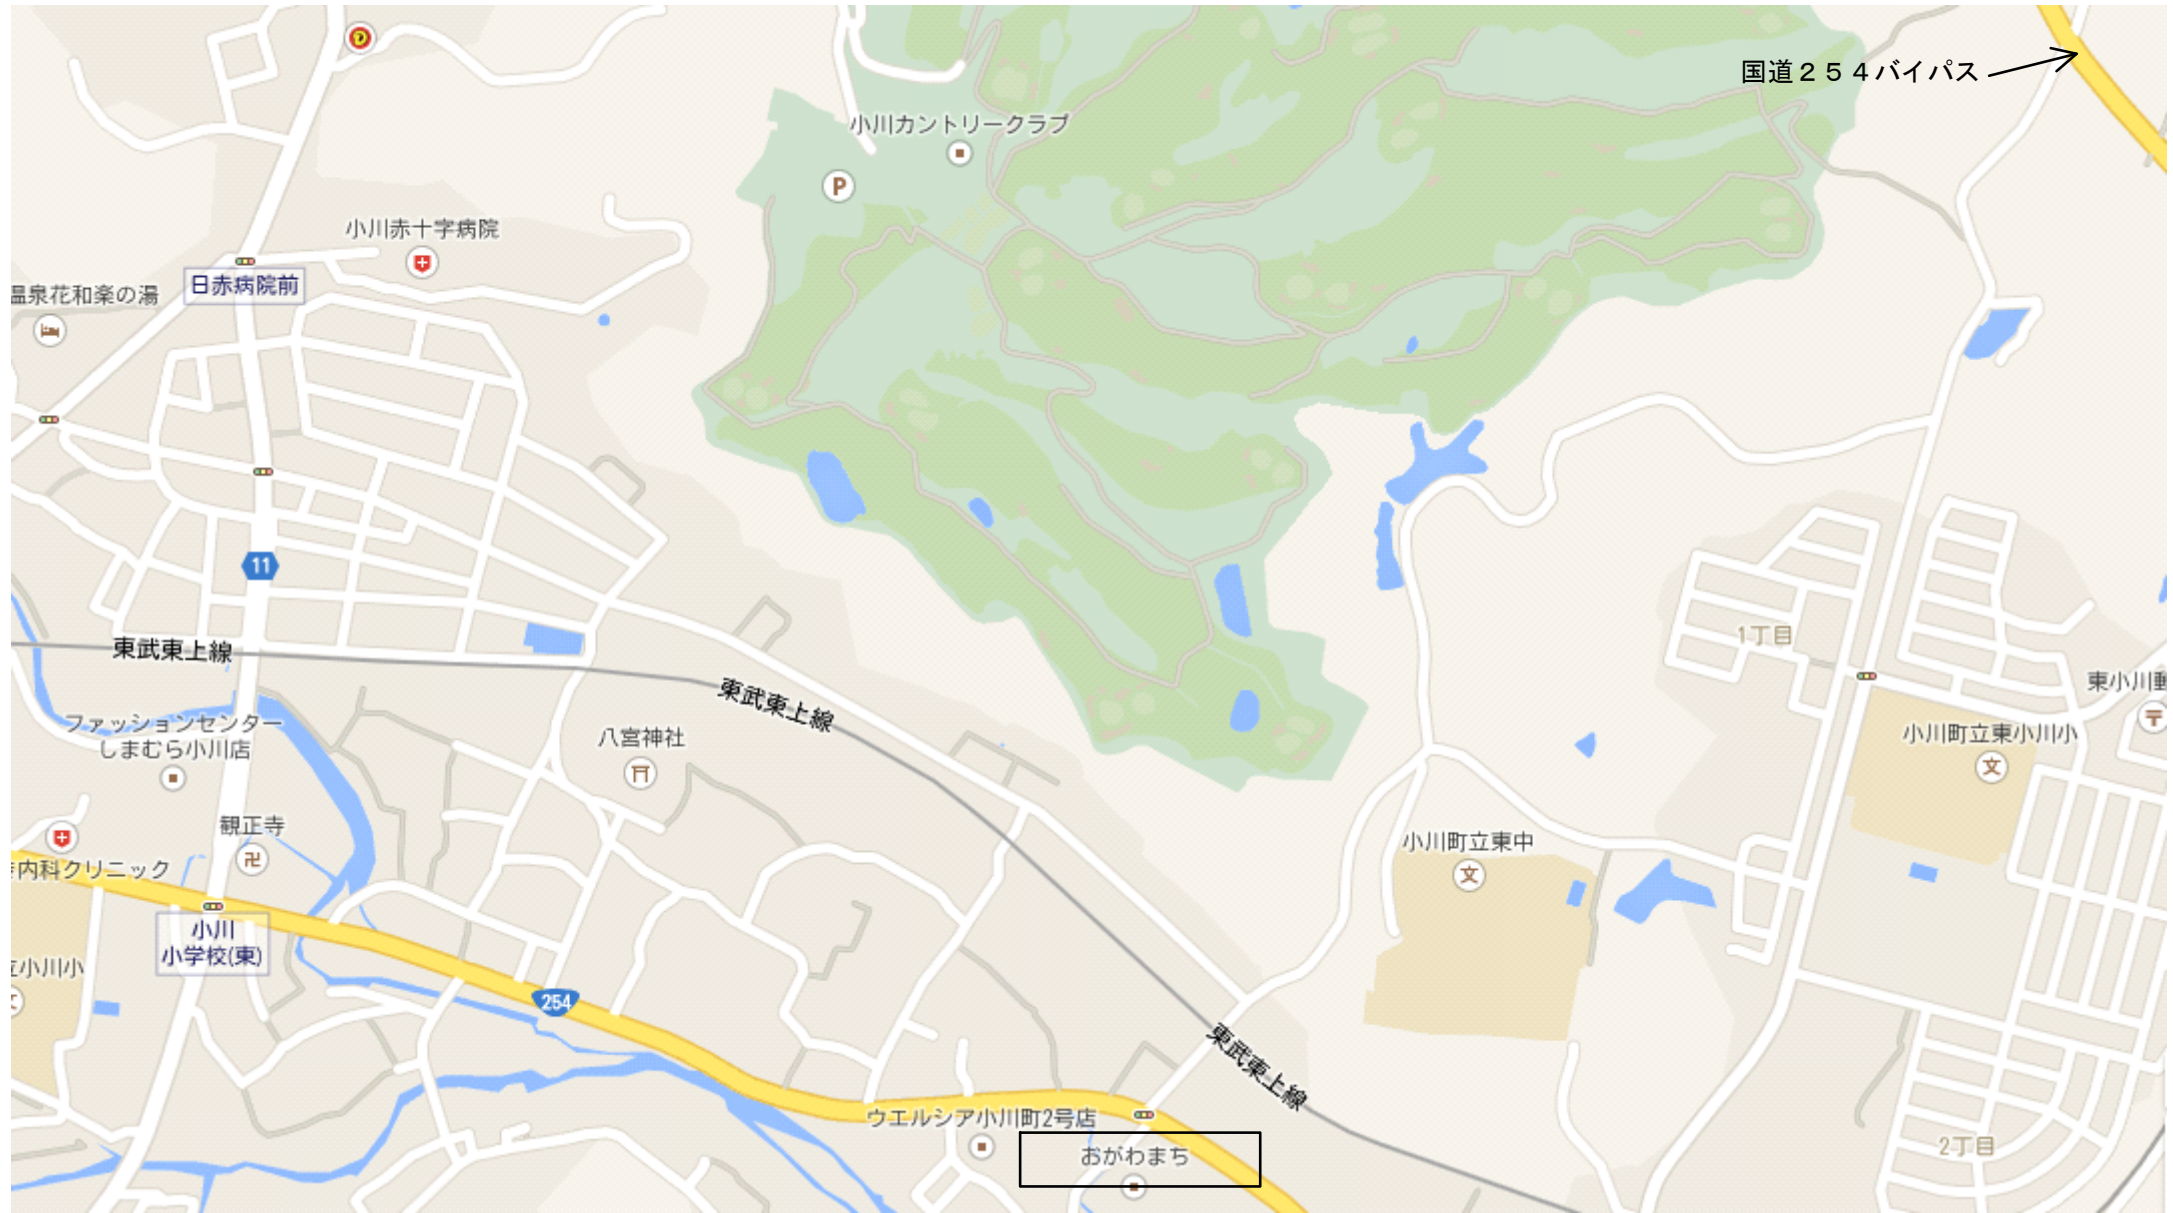 国道２５４バイパス
小川カントリークラブ
P
小川赤十字病院
日赤病院前
温泉花和楽の湯
11
1丁目
東武東上線
東武東上線
東小川郵
ファッションセンター
しまむら小川店
八宮神社
小川町立東小川小
文
観正寺
小川町立東中
文
内科クリニック
小川
小学校(東)
立小川小
254
東武東上線
ウエルシア小川町2号店
おがわまち
2丁目